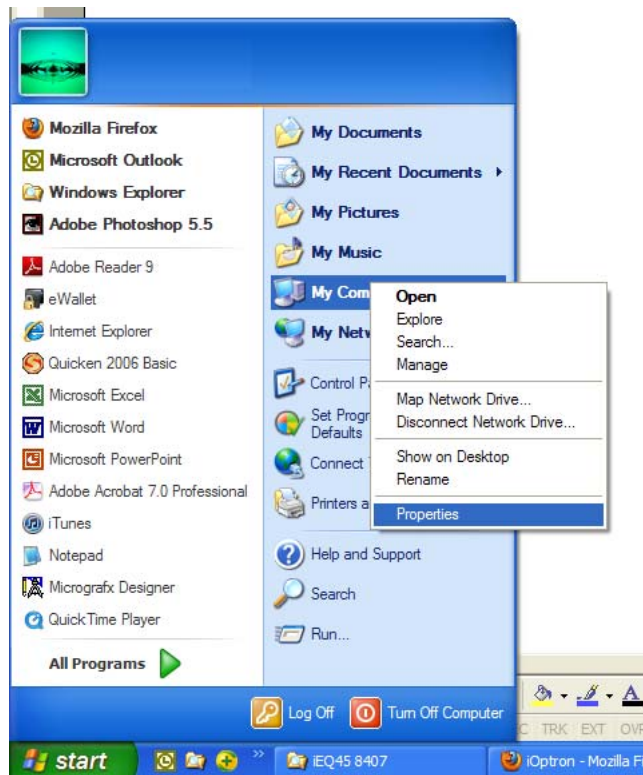 Mozilla Firefox
Microsoft Outlook
Windows Explorer
Adobe Photoshop 5.5
Adobe Reader 9
eWallet
Internet Explorer
Quicken 2006 Basic
Microsoft Excel
Microsoft Word
Microsoft PowerPoint
Adobe Acrobat 7.0 Professional
iTunes
Notepad
Micrografx Designer
QuickTime Player
All Programs
My Documents
My Recent Documents
My Pictures
My Music
My Com
My Netw
Control P
Set Progr
Defaults
Connect
Printers a
Help and Support
Search
Run...
Open
Explore
Search...
Manage
Map Network Drive...
Disconnect Network Drive...
Show on Desktop
Rename
Properties
Log Off
Turn Off Computer
TRK EXT OVR
start
iEQ45 8407
iOptron - Mozilla F